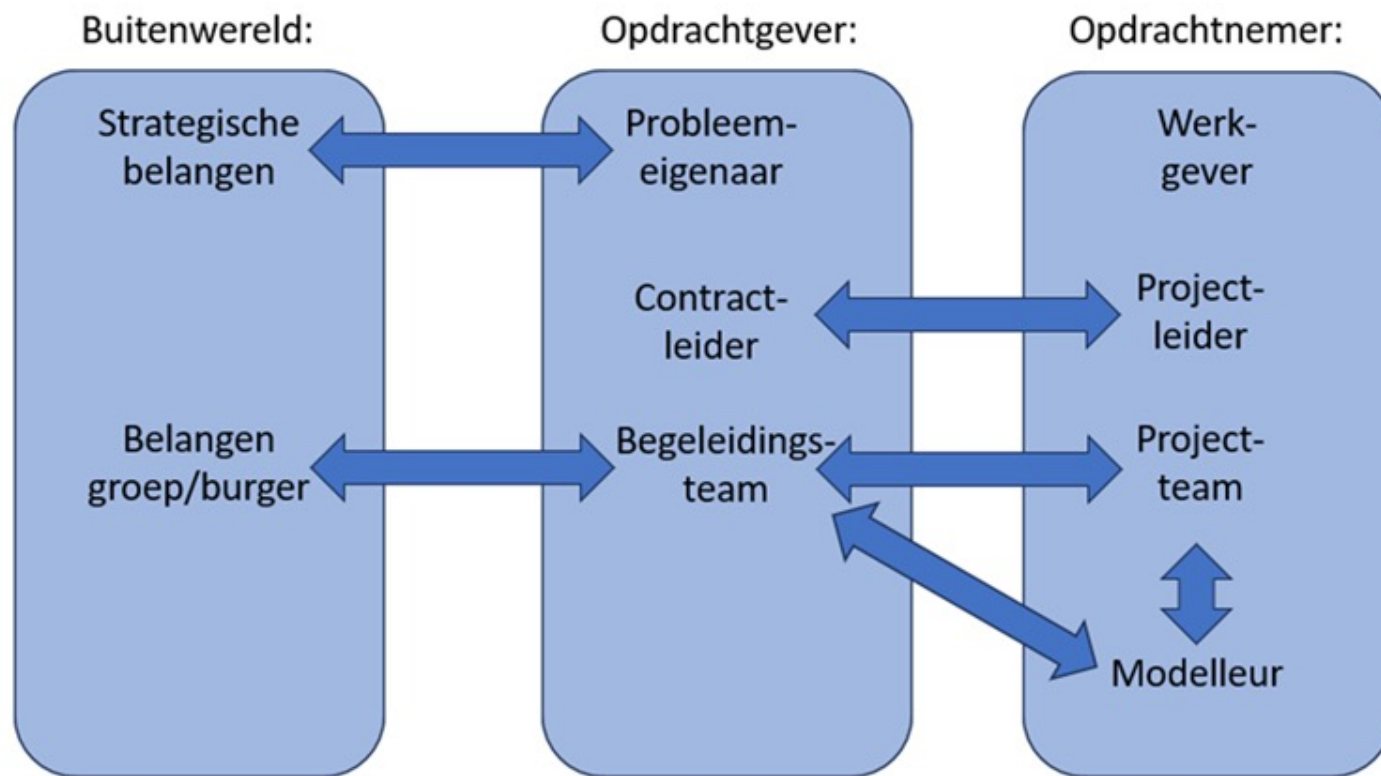 Buitenwereld:
Strategische
belangen
Belangen
groep/burger
Opdrachtgever:
Probleem-
eigenaar
Contract-
leider
Begeleidings-
team
Opdrachtnemer:
Werk-
gever
Project-
leider
Project-
team
Modelleur